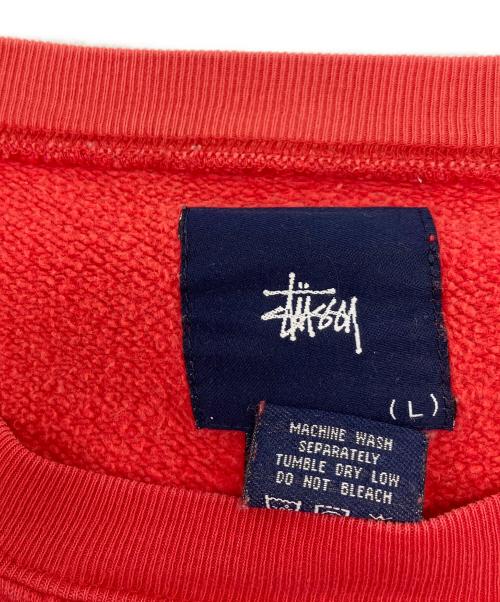 Stüssy
(L)
MACHINE WASH
SEPARATELY
TUMBLE DRY LOW
DO NOT BLEACH